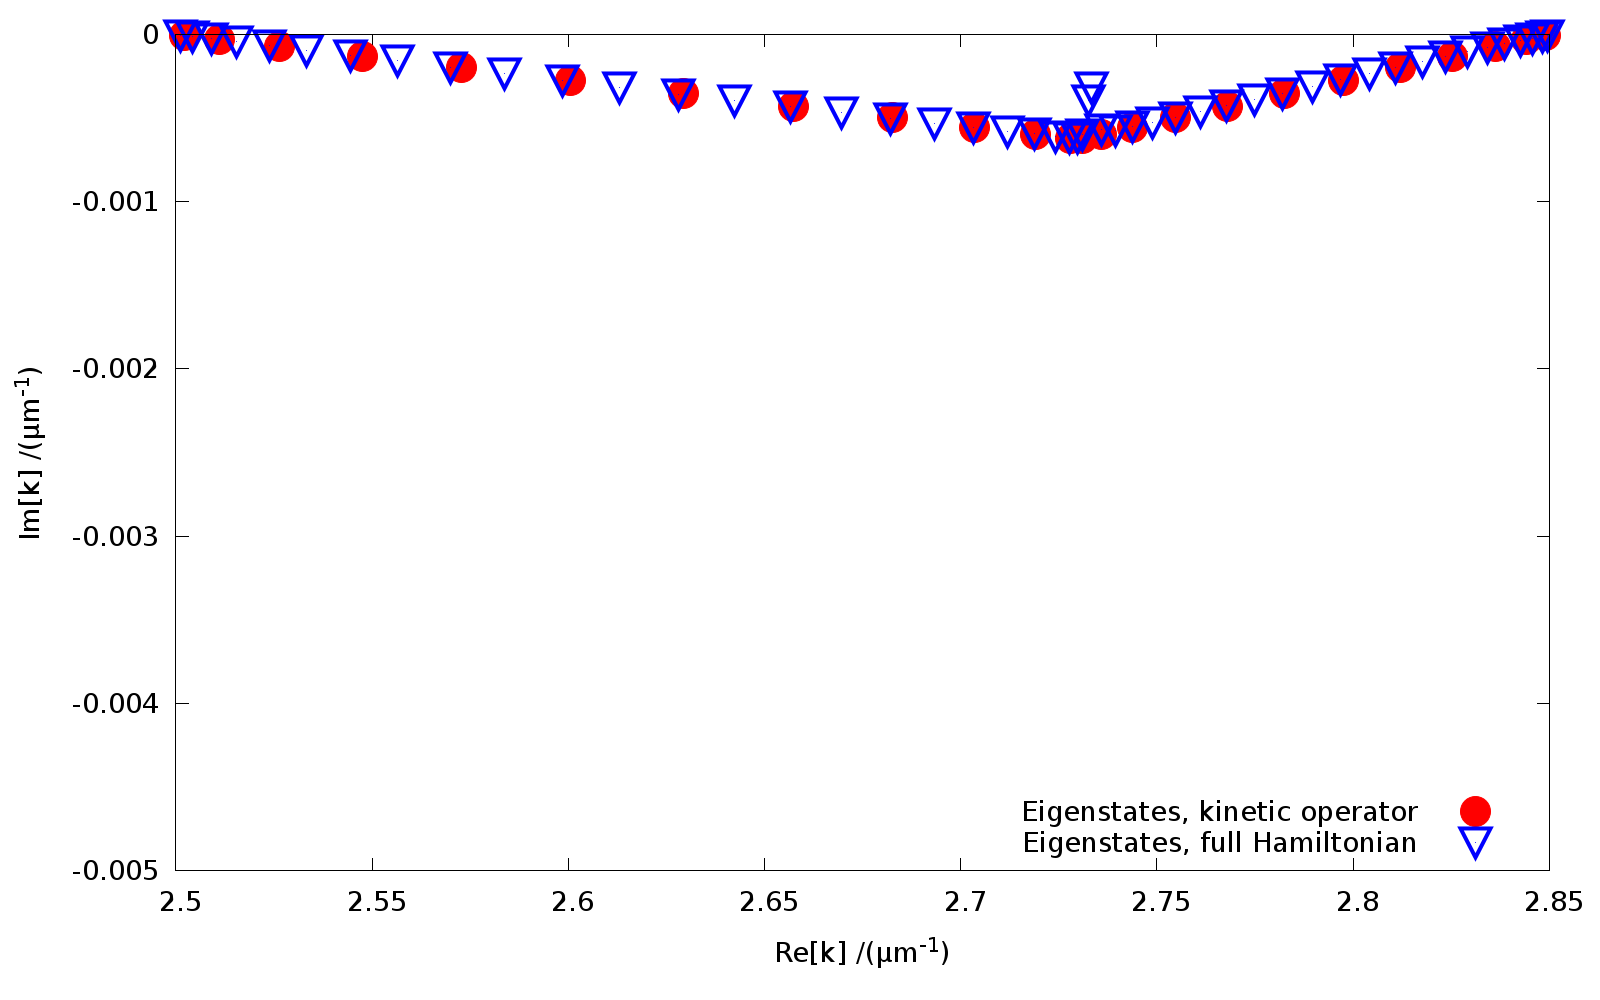 0
-0.001
-0.002
-0.003
-0.004
-0.005
2.5 2.55 2.6 2.65 2.7 2.75 2.8 2.85
Im[k] /(μm⁻¹)
Re[k] /(μm⁻¹)
Eigenstates, kinetic operator
Eigenstates, full Hamiltonian